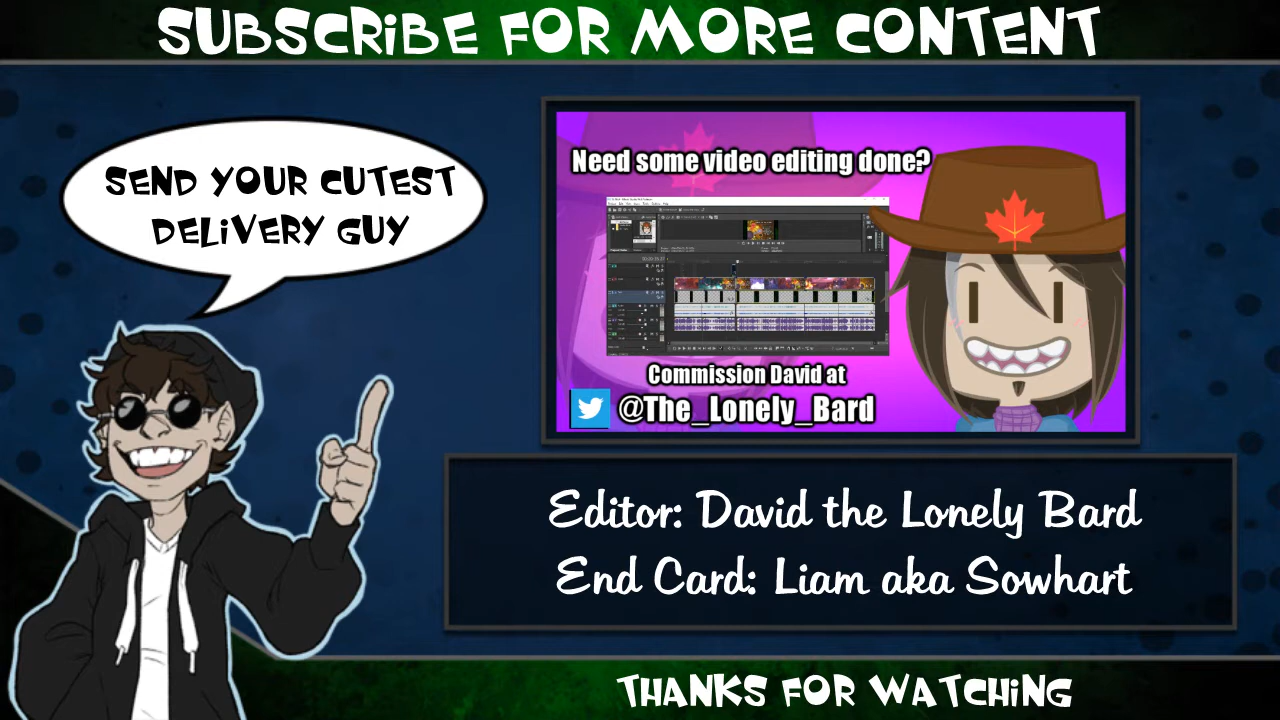 SUBSCRiBE FOR MORE CONTENT
SEND YOUR CUTEST
DELiVERY GUY
Need some video editing done?
Commission David at
@The_Lonely_Bard
Editor: David the Lonely Bard
End Card: Liam aka Sowhart
THANKS FOR WATCHiNG